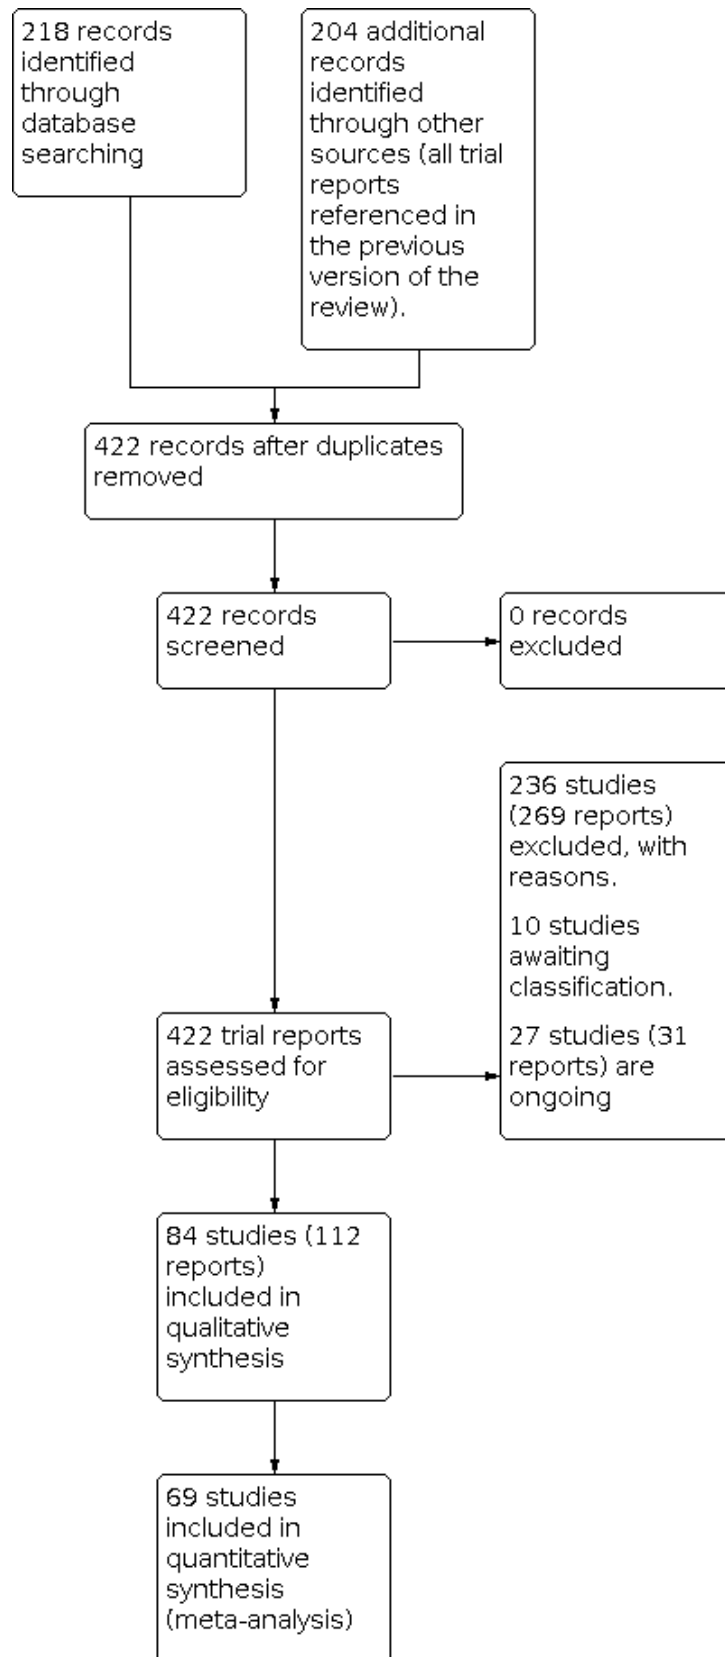 218 records
identified
through
database
searching
204 additional
records
identified
through other
sources (all trial
reports
referenced in
the previous
version of the
review).
422 records after duplicates
removed
422 records
screened
0 records
excluded
236 studies
(269 reports)
excluded, with
reasons.
10 studies
awaiting
classification.
27 studies (31
reports) are
ongoing
422 trial reports
assessed for
eligibility
84 studies (112
reports)
included in
qualitative
synthesis
69 studies
included in
quantitative
synthesis
(meta-analysis)